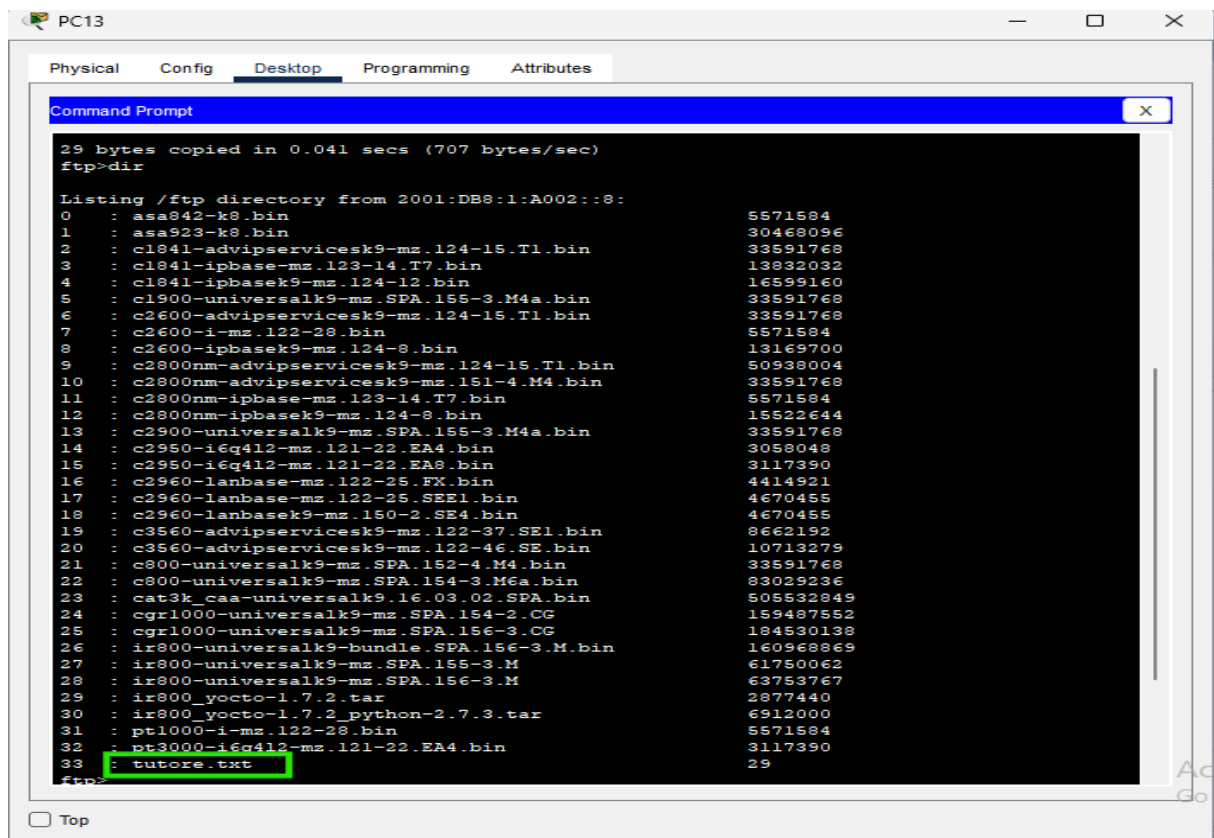 PC13
Physical Config Desktop Programming Attributes
Command Prompt X
29 bytes copied in 0.041 secs (707 bytes/sec)
ftp>dir
Listing /ftp directory from 2001:DB8:1:A002::8:
0 : asa842-k8.bin 5571584
1 : asa923-k8.bin 30468096
2 : c1841-advipservicesk9-mz.124-15.T1.bin 33591768
3 : c1841-ipbase-mz.123-14.T7.bin 13832032
4 : c1841-ipbasek9-mz.124-12.bin 16599160
5 : c1900-universalk9-mz.SPA.155-3.M4a.bin 33591768
6 : c2600-advipservicesk9-mz.124-15.T1.bin 33591768
7 : c2600-i-mz.122-28.bin 5571584
8 : c2600-ipbasek9-mz.124-8.bin 13169700
9 : c2800nm-advipservicesk9-mz.124-15.T1.bin 50938004
10 : c2800nm-advipservicesk9-mz.151-4.M4.bin 33591768
11 : c2800nm-ipbase-mz.123-14.T7.bin 5571584
12 : c2800nm-ipbasek9-mz.124-8.bin 15522644
13 : c2900-universalk9-mz.SPA.155-3.M4a.bin 33591768
14 : c2950-i6q4l2-mz.121-22.EA4.bin 3058048
15 : c2950-i6q4l2-mz.121-22.EA8.bin 3117390
16 : c2960-lanbase-mz.122-25.FX.bin 4414921
17 : c2960-lanbase-mz.122-25.SEE1.bin 4670455
18 : c2960-lanbasek9-mz.150-2.SE4.bin 4670455
19 : c3560-advipservicesk9-mz.122-37.SE1.bin 8662192
20 : c3560-advipservicesk9-mz.122-46.SE.bin 10713279
21 : c800-universalk9-mz.SPA.152-4.M4.bin 33591768
22 : c800-universalk9-mz.SPA.154-3.M6a.bin 83029236
23 : cat3k_caa-universalk9.16.03.02.SPA.bin 505532849
24 : cgr1000-universalk9-mz.SPA.154-2.CG 159487552
25 : cgr1000-universalk9-mz.SPA.156-3.CG 184530138
26 : ir800-universalk9-bundle.SPA.156-3.M.bin 160968869
27 : ir800-universalk9-mz.SPA.155-3.M 61750062
28 : ir800-universalk9-mz.SPA.156-3.M 63753767
29 : ir800_yocto-1.7.2.tar 2877440
30 : ir800_yocto-1.7.2_python-2.7.3.tar 6912000
31 : pt1000-i-mz.122-28.bin 5571584
32 : pt3000-i6q4l2-mz.121-22.EA4.bin 3117390
33 : tutore.txt 29
ftp>
Ac
Go
Top